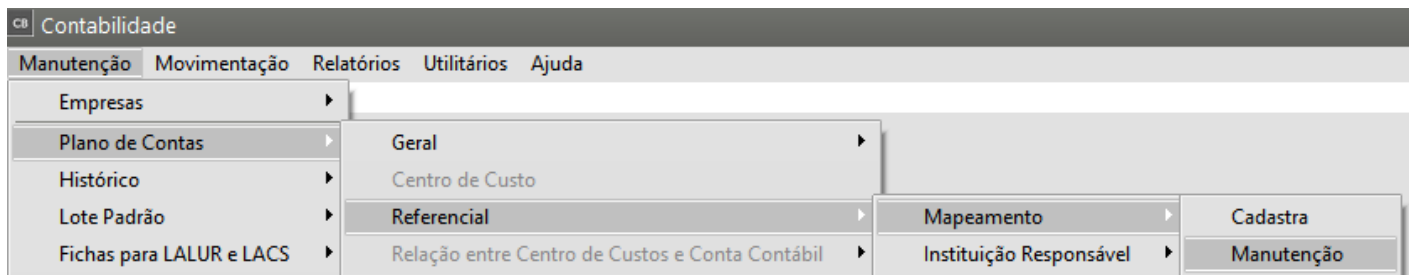 CB Contabilidade
Manutenção Movimentação Relatórios Utilitários Ajuda
Empresas
Plano de Contas Geral
Histórico Centro de Custo
Lote Padrão Referencial Mapeamento Cadastra
Fichas para LALUR e LACS Relação entre Centro de Custos e Conta Contábil Instituição Responsável Manutenção